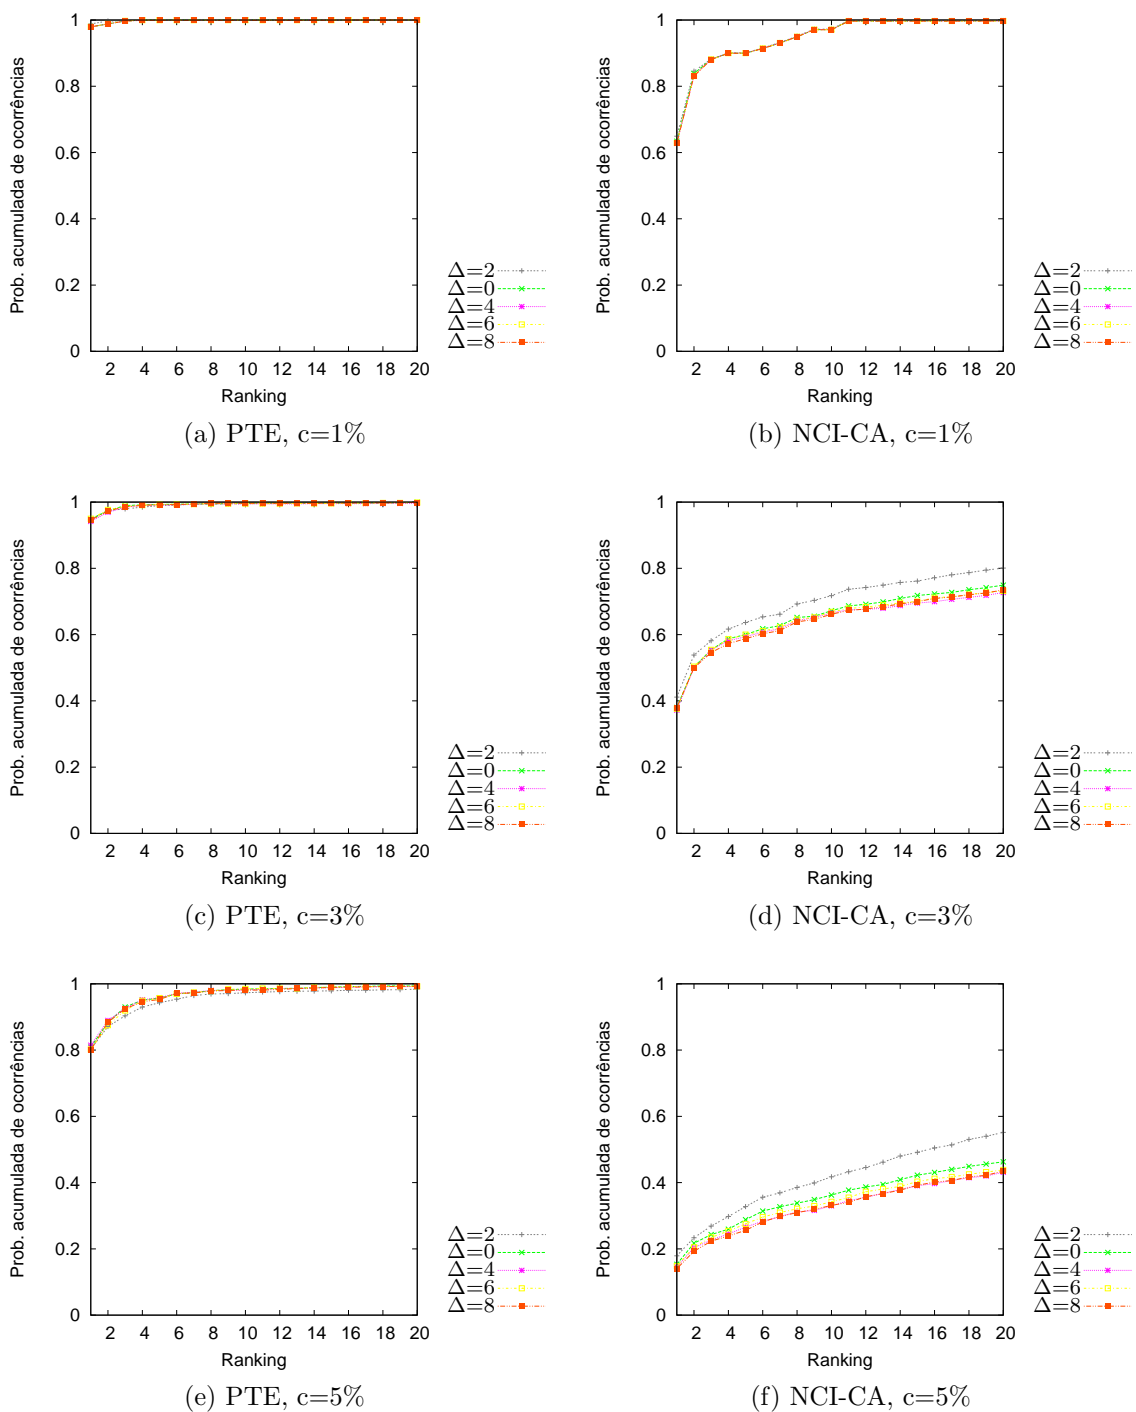 1
0.8
0.6
0.4
0.2
0
Prob. acumulada de ocorrências
2 4 6 8 10 12 14 16 18 20
Ranking
Δ=2
Δ=0
Δ=4
Δ=6
Δ=8
(a) PTE, c=1%
1
0.8
0.6
0.4
0.2
0
Prob. acumulada de ocorrências
2 4 6 8 10 12 14 16 18 20
Ranking
Δ=2
Δ=0
Δ=4
Δ=6
Δ=8
(b) NCI-CA, c=1%
1
0.8
0.6
0.4
0.2
0
Prob. acumulada de ocorrências
2 4 6 8 10 12 14 16 18 20
Ranking
Δ=2
Δ=0
Δ=4
Δ=6
Δ=8
(c) PTE, c=3%
1
0.8
0.6
0.4
0.2
0
Prob. acumulada de ocorrências
2 4 6 8 10 12 14 16 18 20
Ranking
Δ=2
Δ=0
Δ=4
Δ=6
Δ=8
(d) NCI-CA, c=3%
1
0.8
0.6
0.4
0.2
0
Prob. acumulada de ocorrências
2 4 6 8 10 12 14 16 18 20
Ranking
Δ=2
Δ=0
Δ=4
Δ=6
Δ=8
(e) PTE, c=5%
1
0.8
0.6
0.4
0.2
0
Prob. acumulada de ocorrências
2 4 6 8 10 12 14 16 18 20
Ranking
Δ=2
Δ=0
Δ=4
Δ=6
Δ=8
(f) NCI-CA, c=5%